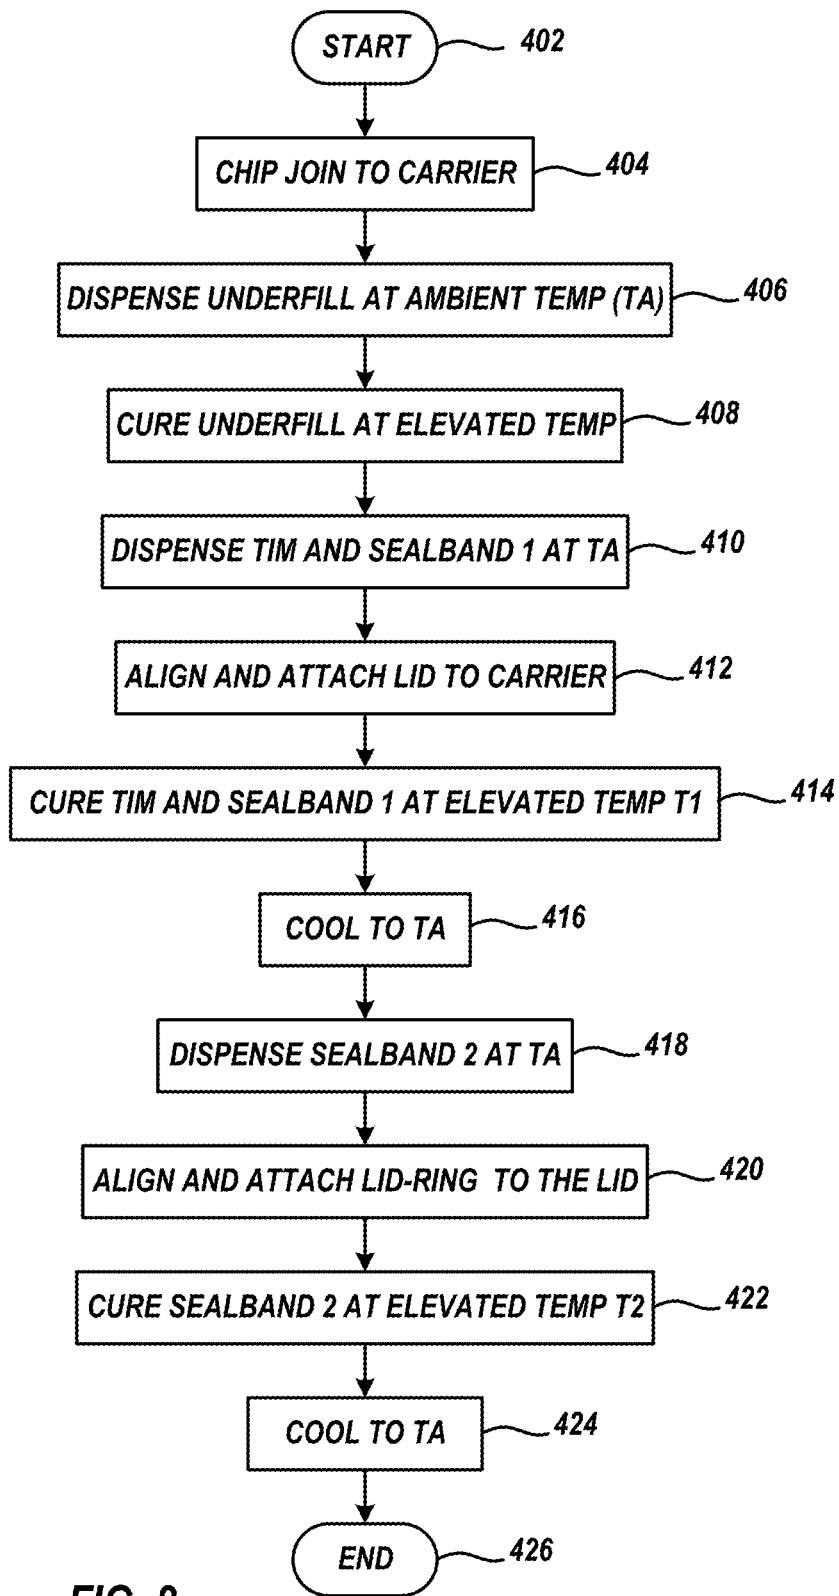 START 402
CHIP JOIN TO CARRIER 404
DISPENSE UNDERFILL AT AMBIENT TEMP (TA) 406
CURE UNDERFILL AT ELEVATED TEMP 408
DISPENSE TIM AND SEALBAND 1 AT TA 410
ALIGN AND ATTACH LID TO CARRIER 412
CURE TIM AND SEALBAND 1 AT ELEVATED TEMP T1 414
COOL TO TA 416
DISPENSE SEALBAND 2 AT TA 418
ALIGN AND ATTACH LID-RING TO THE LID 420
CURE SEALBAND 2 AT ELEVATED TEMP T2 422
COOL TO TA 424
END 426
FIG.